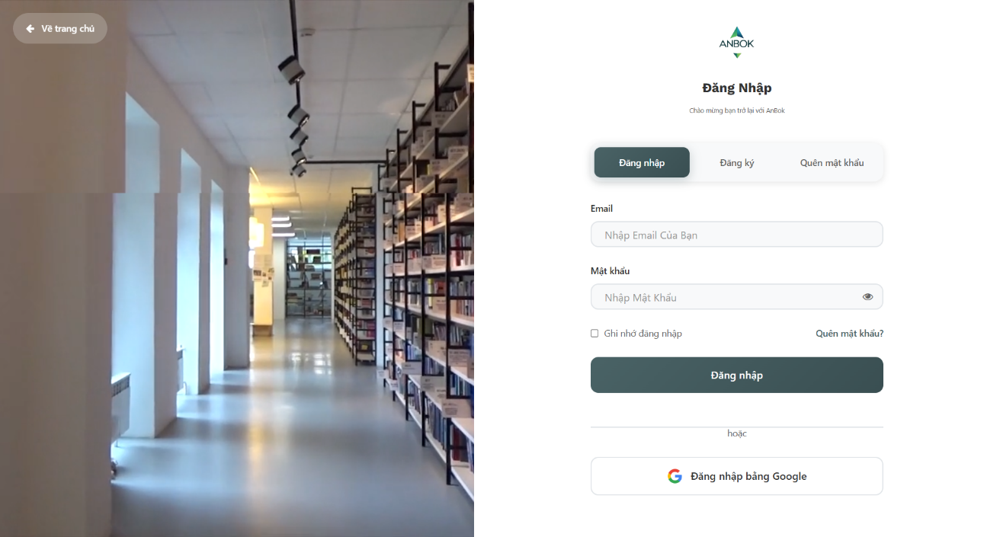 Về trang chủ
ANBOK
Đăng Nhập
Chào mừng bạn trở lại với AnBok
Đăng nhập
Đăng ký
Quên mật khẩu
Email
Nhập Email Của Bạn
Mật khẩu
Nhập Mật Khẩu
Ghi nhớ đăng nhập
Quên mật khẩu?
Đăng nhập
hoặc
Đăng nhập bằng Google